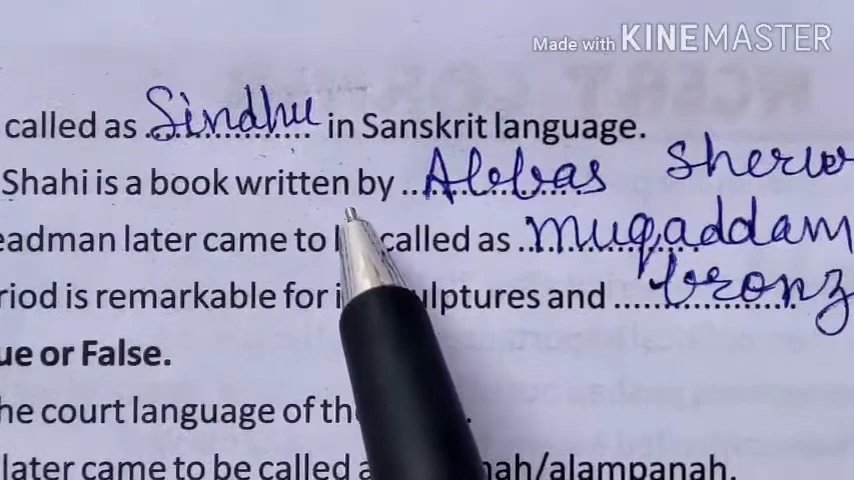 Made with KINEMASTER
called as Sindhu in Sanskrit language.
Shahi is a book written by Abbas
eadman later came to called as muqaddam
riod is remarkable for ulptures and bronz
ue or False.
he court language of th
later came to be called a nah/alampanah.